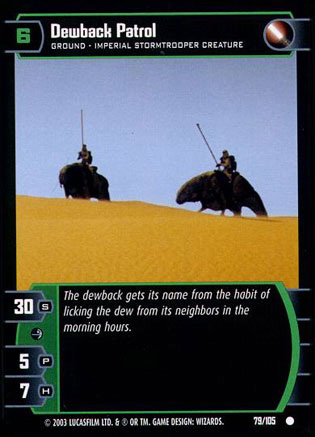 6
Dewback Patrol
GROUND - IMPERIAL STORMTROOPER CREATURE
30 S
The dewback gets its name from the habit of
licking the dew from its neighbors in the
morning hours.
5 P
7 H
© 2003 LUCASFILM LTD. & ® OR TM. GAME DESIGN: WIZARDS. 79/105